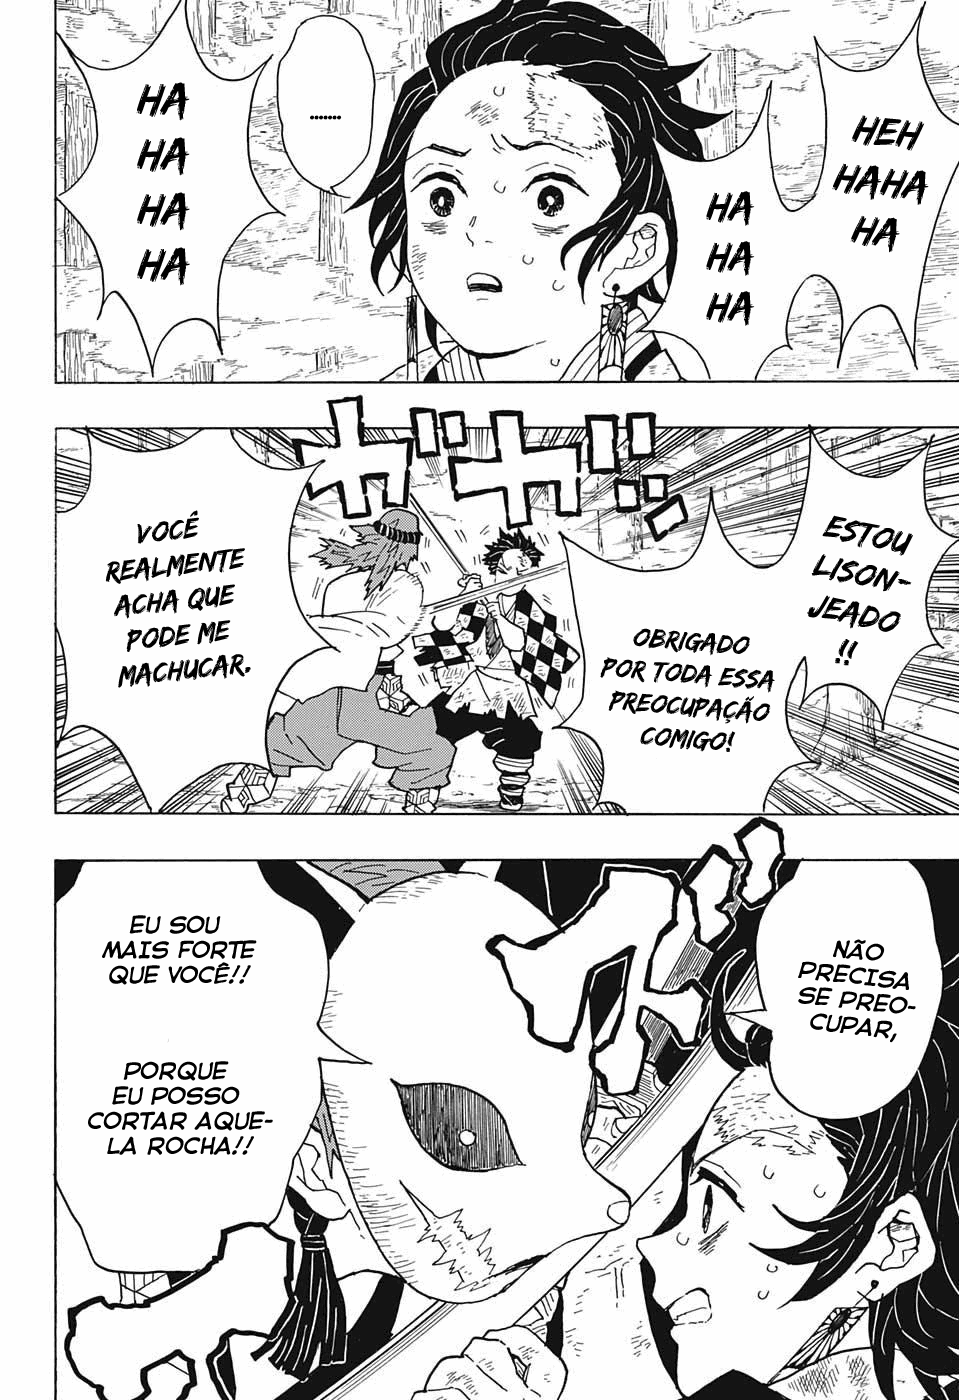 HEH
HAHA
HA
HA
HA
HA
........
HA
HA
HA
HA
ガギッ
ESTOU
LISON-
JEADO
!!
OBRIGADO
POR TODA ESSA
PREOCUPAÇÃO
COMIGO!
VOCÊ
REALMENTE
ACHA QUE
PODE ME
MACHUCAR.
NÃO
PRECISA
SE PREO-
CUPAR,
EU SOU
MAIS FORTE
QUE VOCÊ!!
PORQUE
EU POSSO
CORTAR AQUE-
LA ROCHA!!